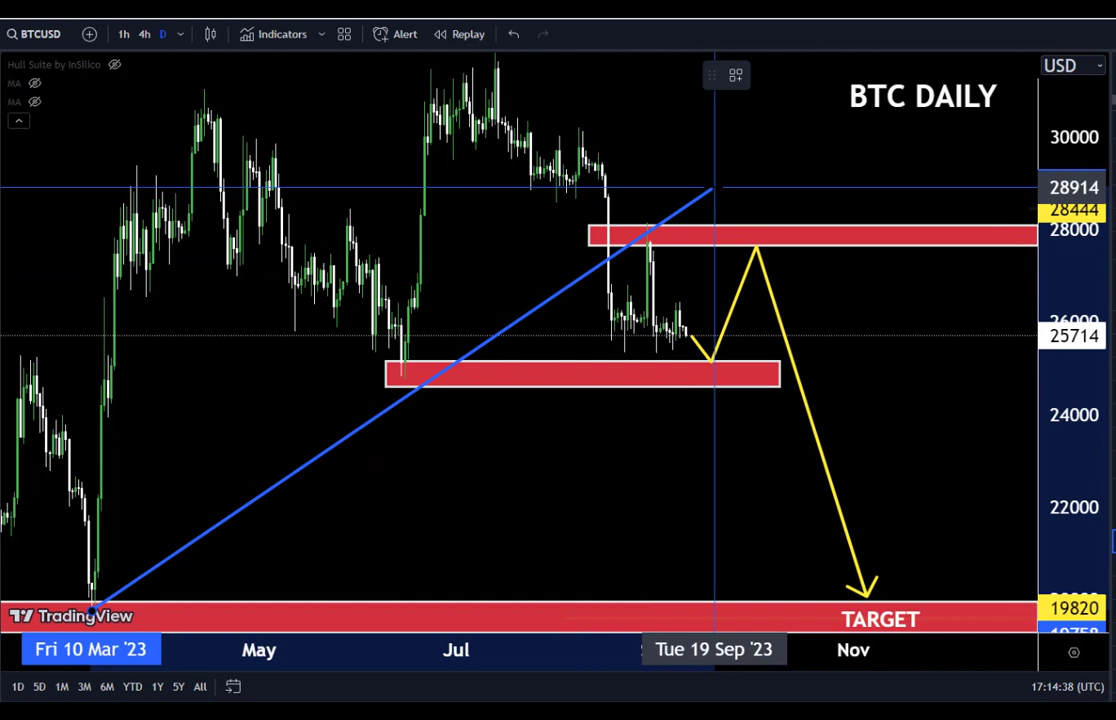 BTCUSD 1h 4h D Indicators Alert Replay
Hull Suite by InSilico
MA
MA
USD
BTC DAILY
30000
28914
28444
28000
26000
25714
24000
22000
19820
TradingView
TARGET
Fri 10 Mar '23 May Jul Tue 19 Sep '23 Nov
1D 5D 1M 3M 6M YTD 1Y 5Y All 17:14:38 (UTC)